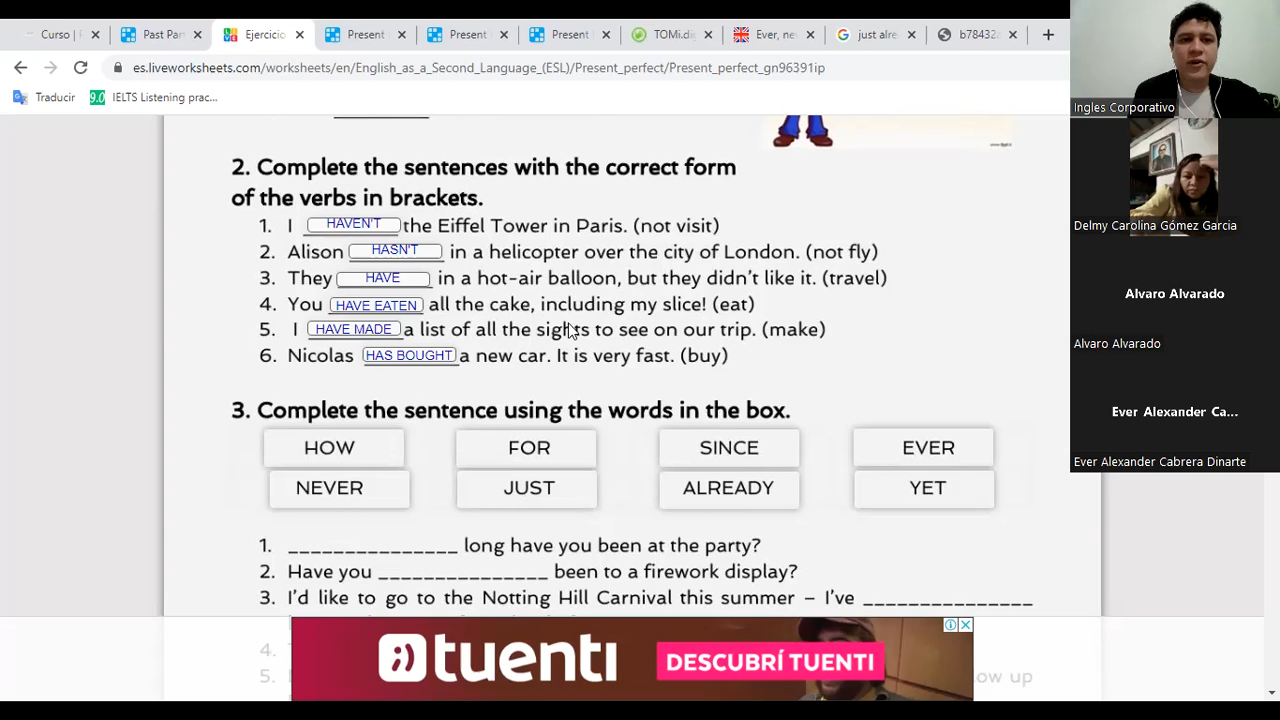 Curso | P
Past Par
Ejercicio
Present
Present
Present
TOMi.di
Ever, ne
just alre
b78432
es.liveworksheets.com/worksheets/en/English_as_a_Second_Language_(ESL)/Present_perfect/Present_perfect_gn96391ip
Traducir
9.0 IELTS Listening prac...
2. Complete the sentences with the correct form
of the verbs in brackets.
1. I HAVEN'T the Eiffel Tower in Paris. (not visit)
2. Alison HASN'T in a helicopter over the city of London. (not fly)
3. They HAVE in a hot-air balloon, but they didn't like it. (travel)
4. You HAVE EATEN all the cake, including my slice! (eat)
5. I HAVE MADE a list of all the sights to see on our trip. (make)
6. Nicolas HAS BOUGHT a new car. It is very fast. (buy)
3. Complete the sentence using the words in the box.
HOW FOR SINCE EVER
NEVER JUST ALREADY YET
1. _______________ long have you been at the party?
2. Have you _______________ been to a firework display?
3. I'd like to go to the Notting Hill Carnival this summer – I've _______________
4.
5. ow up
tuenti
DESCUBRÍ TUENTI
Ingles Corporativo
Delmy Carolina Gómez Garcia
Alvaro Alvarado
Alvaro Alvarado
Ever Alexander Ca...
Ever Alexander Cabrera Dinarte